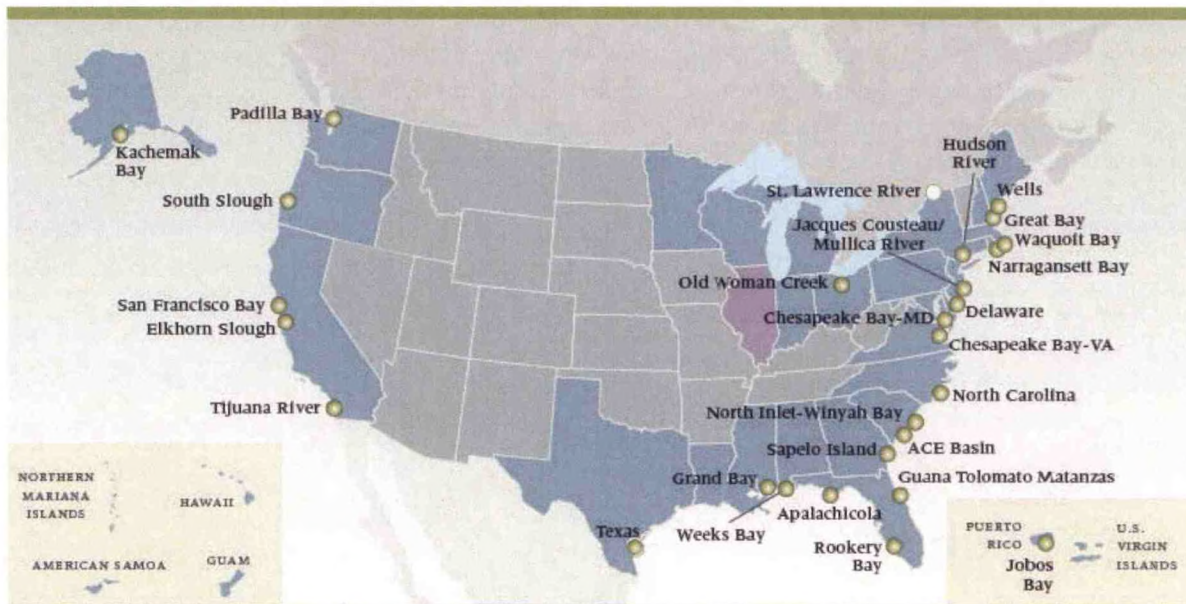 Padilla Bay
Kachemak
Bay
South Slough
San Francisco Bay
Elkhorn Slough
Tijuana River
Hudson
River
St. Lawrence River
Wells
Great Bay
Jacques Cousteau/
Mullica River
Waquoit Bay
Narragansett Bay
Old Woman Creek
Chesapeake Bay-MD
Delaware
Chesapeake Bay-VA
North Carolina
North Inlet-Winyah Bay
ACE Basin
Sapelo Island
Guana Tolomato Matanzas
Grand Bay
Weeks Bay
Apalachicola
Texas
Rookery
Bay
NORTHERN
MARIANA
ISLANDS
HAWAII
AMERICAN SAMOA
GUAM
PUERTO
RICO
Jobos
Bay
U.S.
VIRGIN
ISLANDS